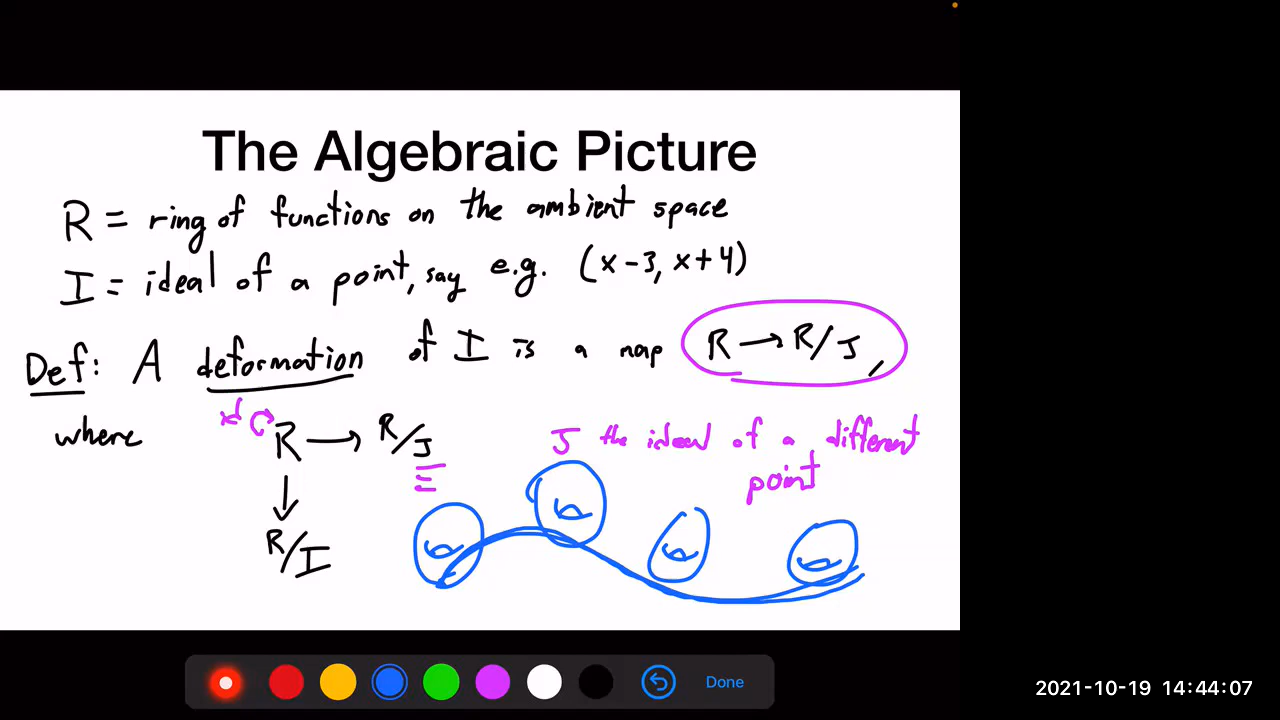 The Algebraic Picture
R = ring of functions on the ambient space
I = ideal of a point, say e.g. (x-3, x+4)
Def: A deformation of I is a map R → R/J,
where
id R → R/J
J the ideal of a different
point
↓
R/I
Done
2021-10-19 14:44:07